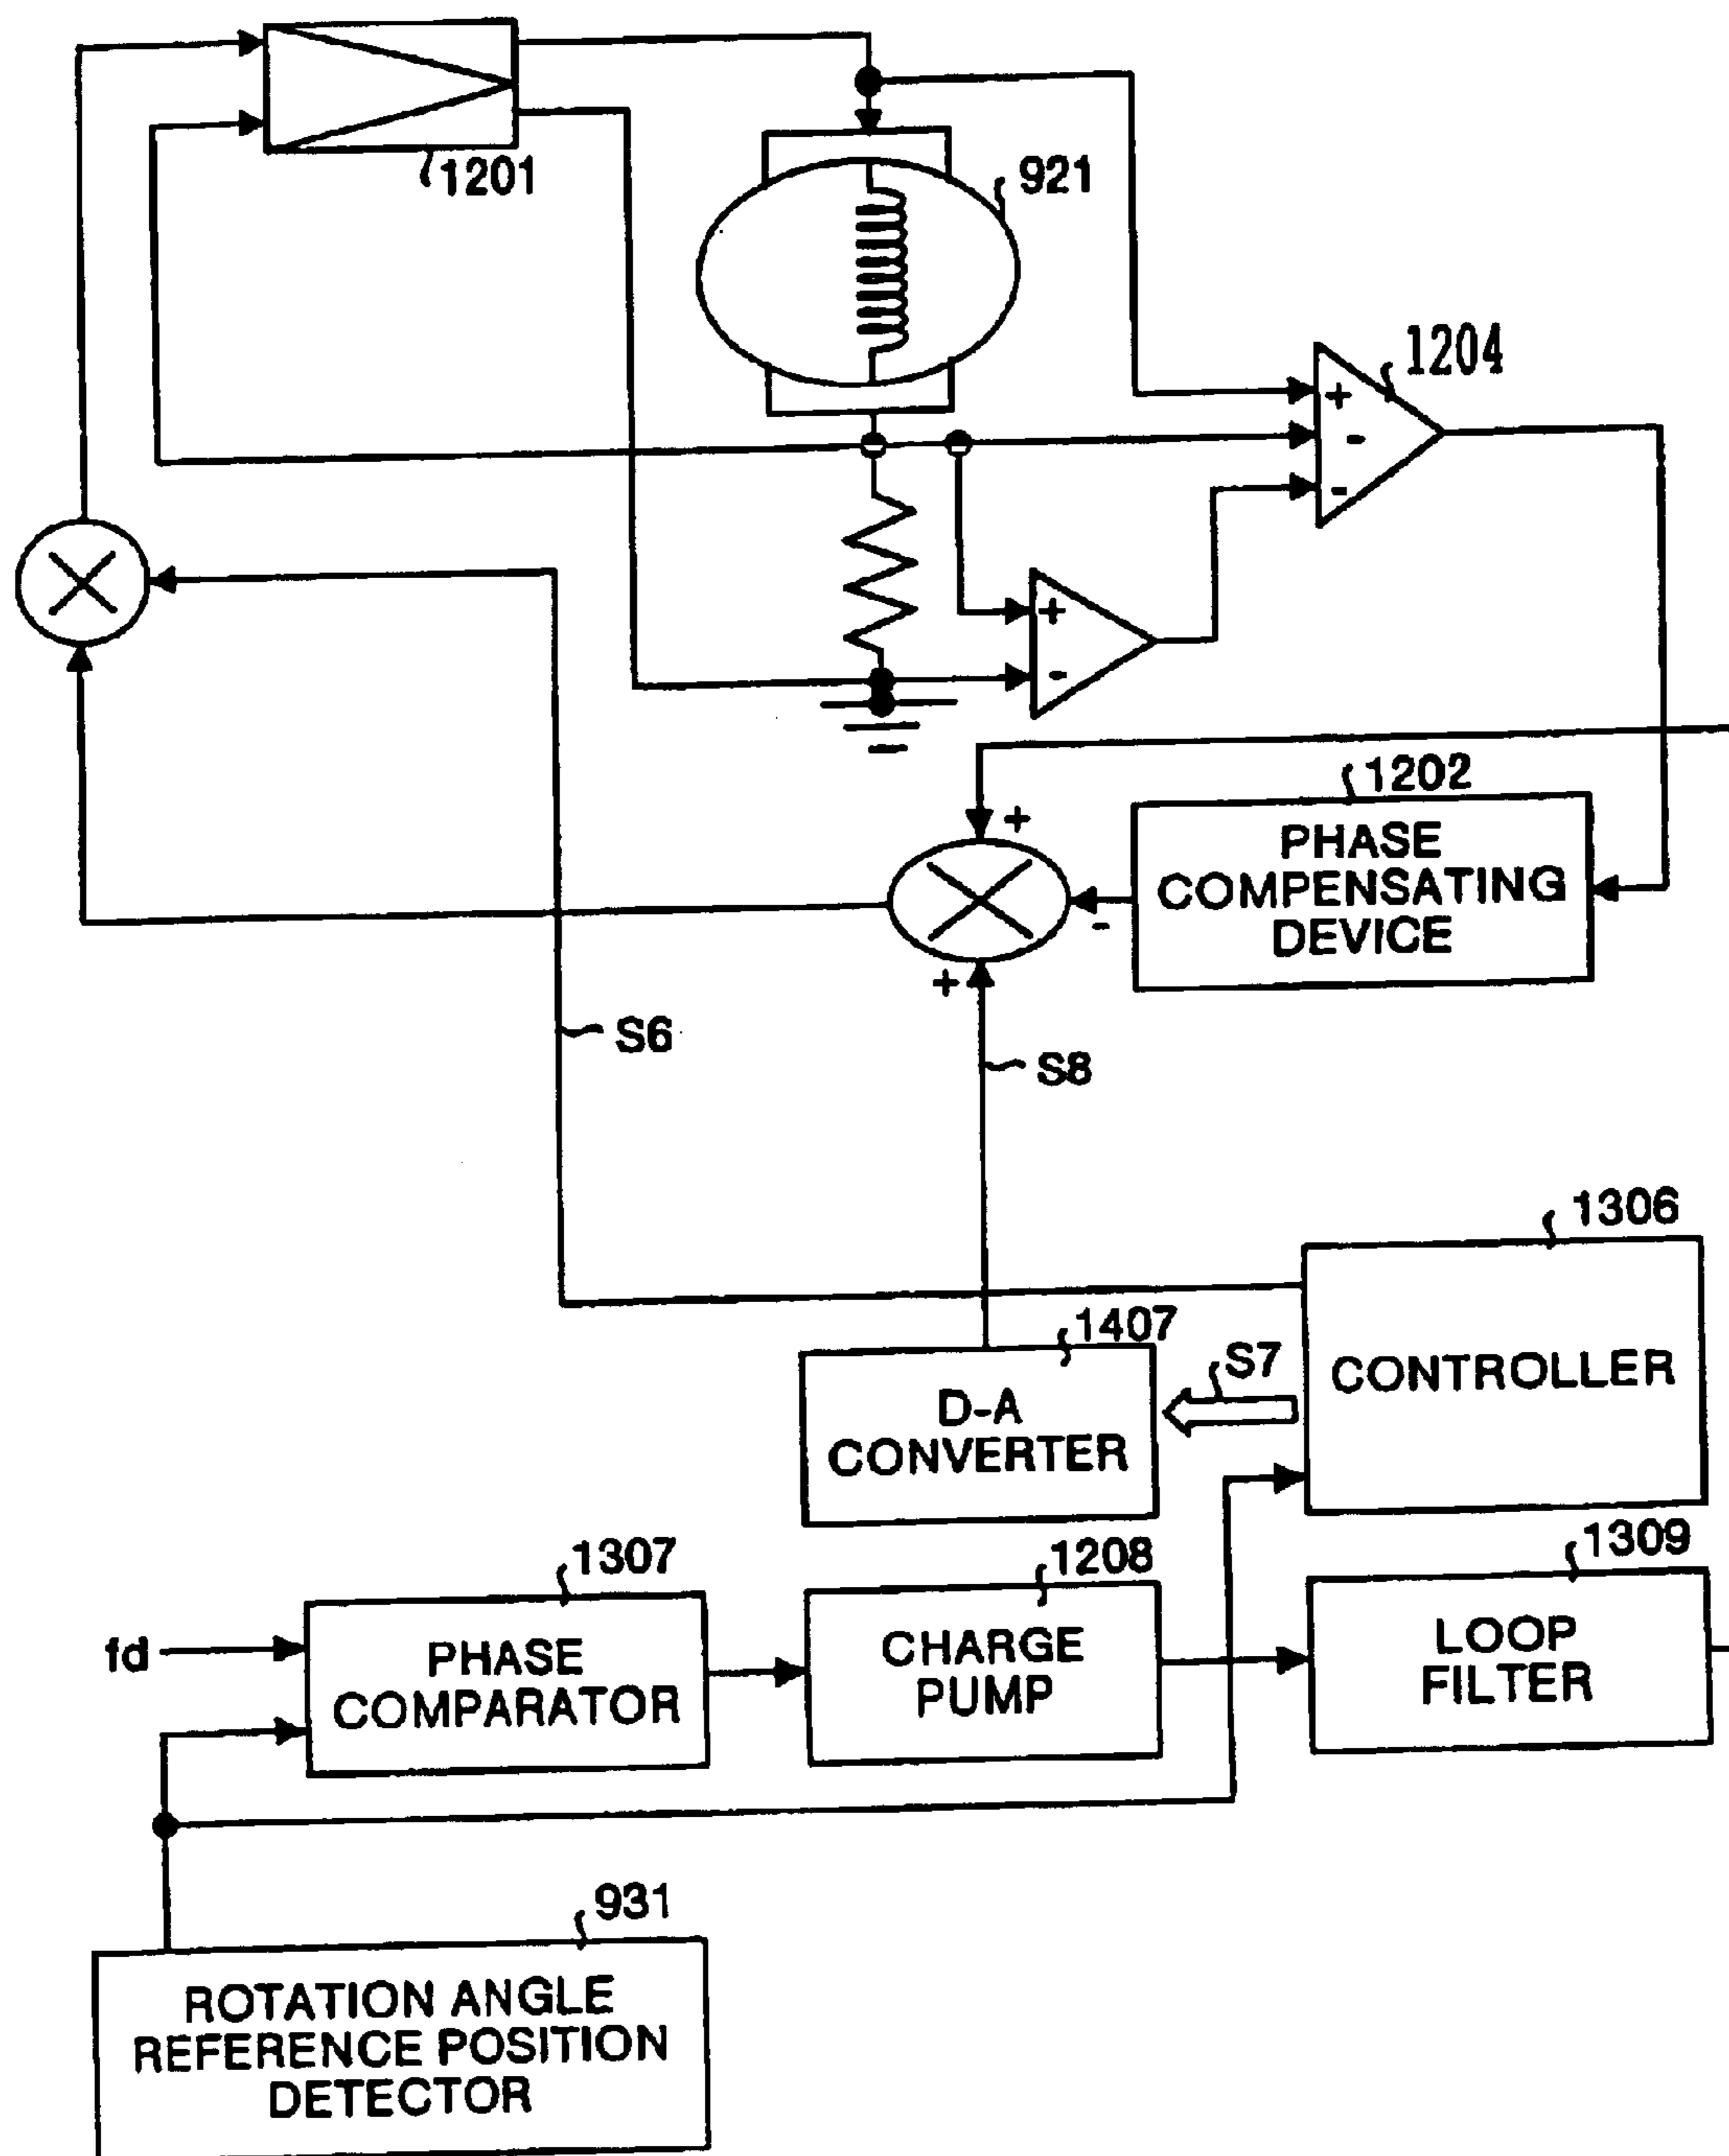 1201
921
1204
+
-
-
+
-
1202
+
PHASE
COMPENSATING
DEVICE
-
+
S6
S8
1306
1407
S7
CONTROLLER
D-A
CONVERTER
1307
1208
1309
fd
PHASE
COMPARATOR
CHARGE
PUMP
LOOP
FILTER
931
ROTATION ANGLE
REFERENCE POSITION
DETECTOR